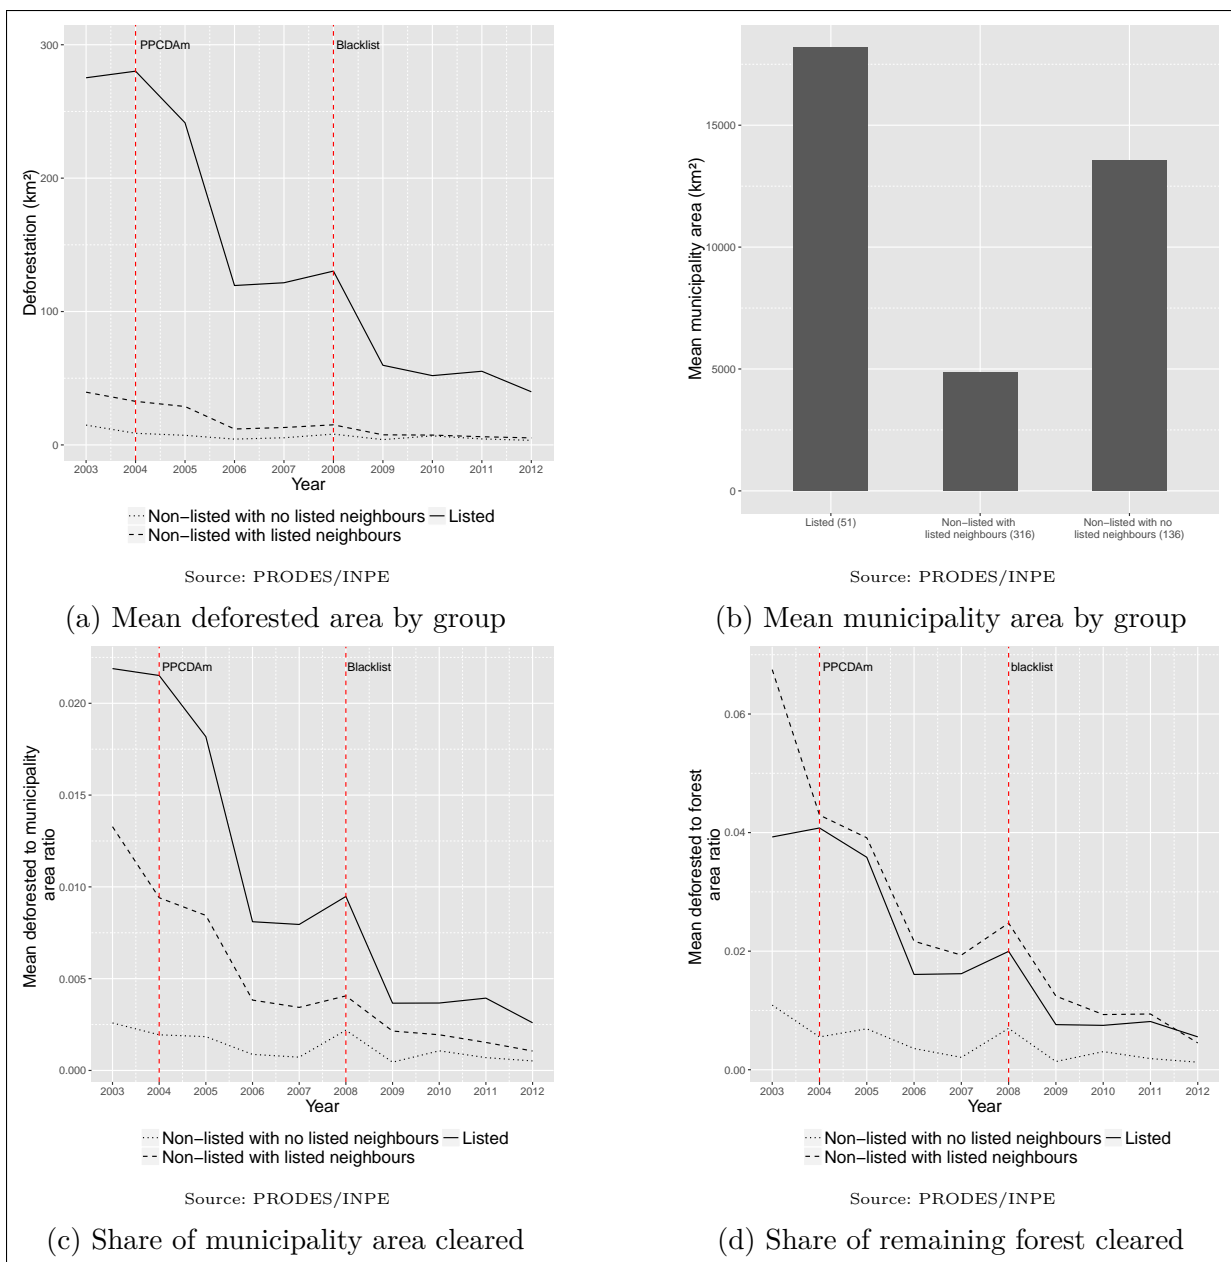 PPCDAm
Blacklist
300
200
100
0
Deforestation (km²)
2003 2004 2005 2006 2007 2008 2009 2010 2011 2012
Year
Non−listed with no listed neighbours Listed
Non−listed with listed neighbours
Source: PRODES/INPE
(a) Mean deforested area by group
15000
10000
5000
0
Mean municipality area (km²)
Listed (51)
Non−listed with
listed neighbours (316)
Non−listed with no
listed neighbours (136)
Source: PRODES/INPE
(b) Mean municipality area by group
PPCDAm
Blacklist
0.020
0.015
0.010
0.005
0.000
Mean deforested to municipality
area ratio
2003 2004 2005 2006 2007 2008 2009 2010 2011 2012
Year
Non−listed with no listed neighbours Listed
Non−listed with listed neighbours
Source: PRODES/INPE
(c) Share of municipality area cleared
PPCDAm
blacklist
0.06
0.04
0.02
0.00
Mean deforested to forest
area ratio
2003 2004 2005 2006 2007 2008 2009 2010 2011 2012
Year
Non−listed with no listed neighbours Listed
Non−listed with listed neighbours
Source: PRODES/INPE
(d) Share of remaining forest cleared